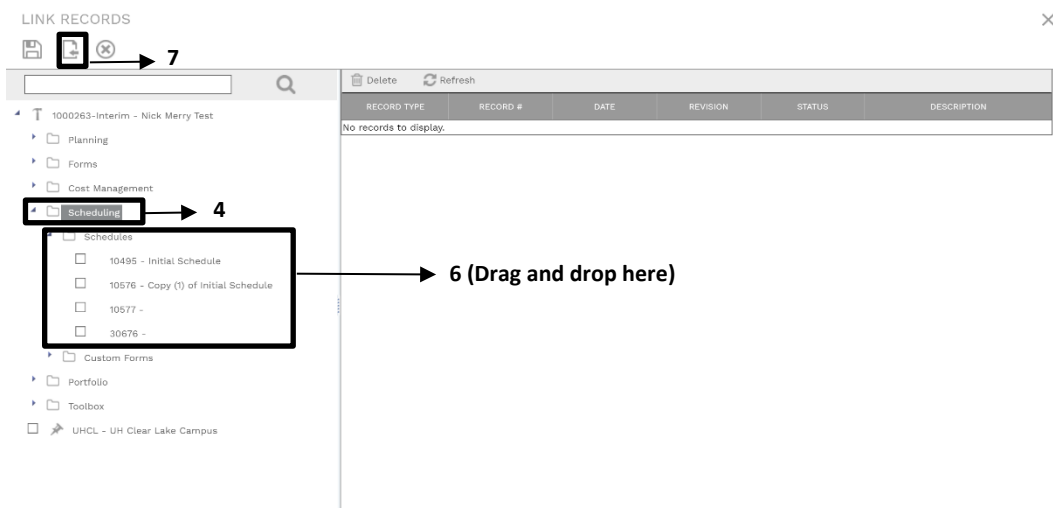 LINK RECORDS
7
Delete Refresh
RECORD TYPE RECORD # DATE REVISION STATUS DESCRIPTION
No records to display.
1000263-Interim - Nick Merry Test
Planning
Forms
Cost Management
Scheduling
4
Schedules
10495 - Initial Schedule
10576 - Copy (1) of Initial Schedule
10577 -
30676 -
6 (Drag and drop here)
Custom Forms
Portfolio
Toolbox
UHCL - UH Clear Lake Campus